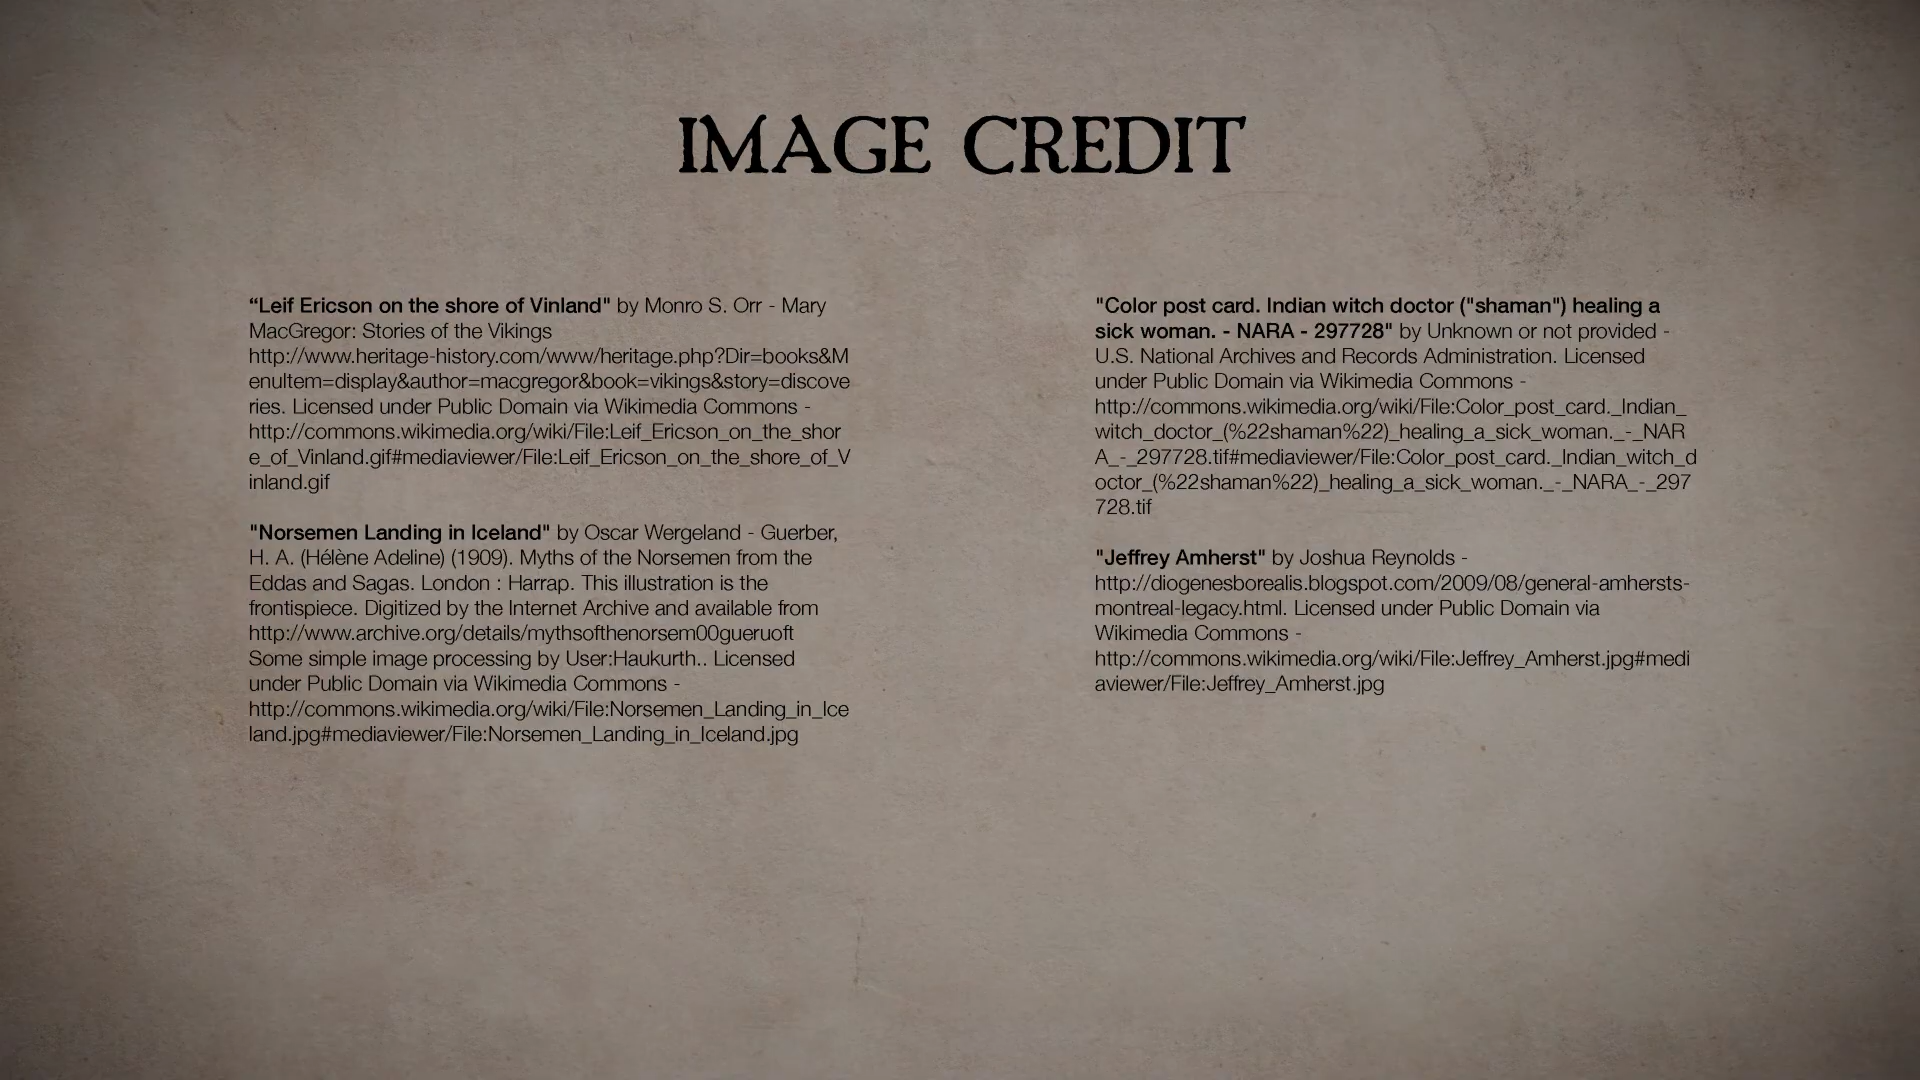 IMAGE CREDIT
“Leif Ericson on the shore of Vinland" by Monro S. Orr - Mary
MacGregor: Stories of the Vikings
http://www.heritage-history.com/www/heritage.php?Dir=books&M
enuItem=display&author=macgregor&book=vikings&story=discove
ries. Licensed under Public Domain via Wikimedia Commons -
http://commons.wikimedia.org/wiki/File:Leif_Ericson_on_the_shor
e_of_Vinland.gif#mediaviewer/File:Leif_Ericson_on_the_shore_of_V
inland.gif
"Norsemen Landing in Iceland" by Oscar Wergeland - Guerber,
H. A. (Hélène Adeline) (1909). Myths of the Norsemen from the
Eddas and Sagas. London : Harrap. This illustration is the
frontispiece. Digitized by the Internet Archive and available from
http://www.archive.org/details/mythsofthenorsem00gueruoft
Some simple image processing by User:Haukurth.. Licensed
under Public Domain via Wikimedia Commons -
http://commons.wikimedia.org/wiki/File:Norsemen_Landing_in_Ice
land.jpg#mediaviewer/File:Norsemen_Landing_in_Iceland.jpg
"Color post card. Indian witch doctor ("shaman") healing a
sick woman. - NARA - 297728" by Unknown or not provided -
U.S. National Archives and Records Administration. Licensed
under Public Domain via Wikimedia Commons -
http://commons.wikimedia.org/wiki/File:Color_post_card._Indian_
witch_doctor_(%22shaman%22)_healing_a_sick_woman._-_NAR
A_-_297728.tif#mediaviewer/File:Color_post_card._Indian_witch_d
octor_(%22shaman%22)_healing_a_sick_woman._-_NARA_-_297
728.tif
"Jeffrey Amherst" by Joshua Reynolds -
http://diogenesborealis.blogspot.com/2009/08/general-amhersts-
montreal-legacy.html. Licensed under Public Domain via
Wikimedia Commons -
http://commons.wikimedia.org/wiki/File:Jeffrey_Amherst.jpg#medi
aviewer/File:Jeffrey_Amherst.jpg